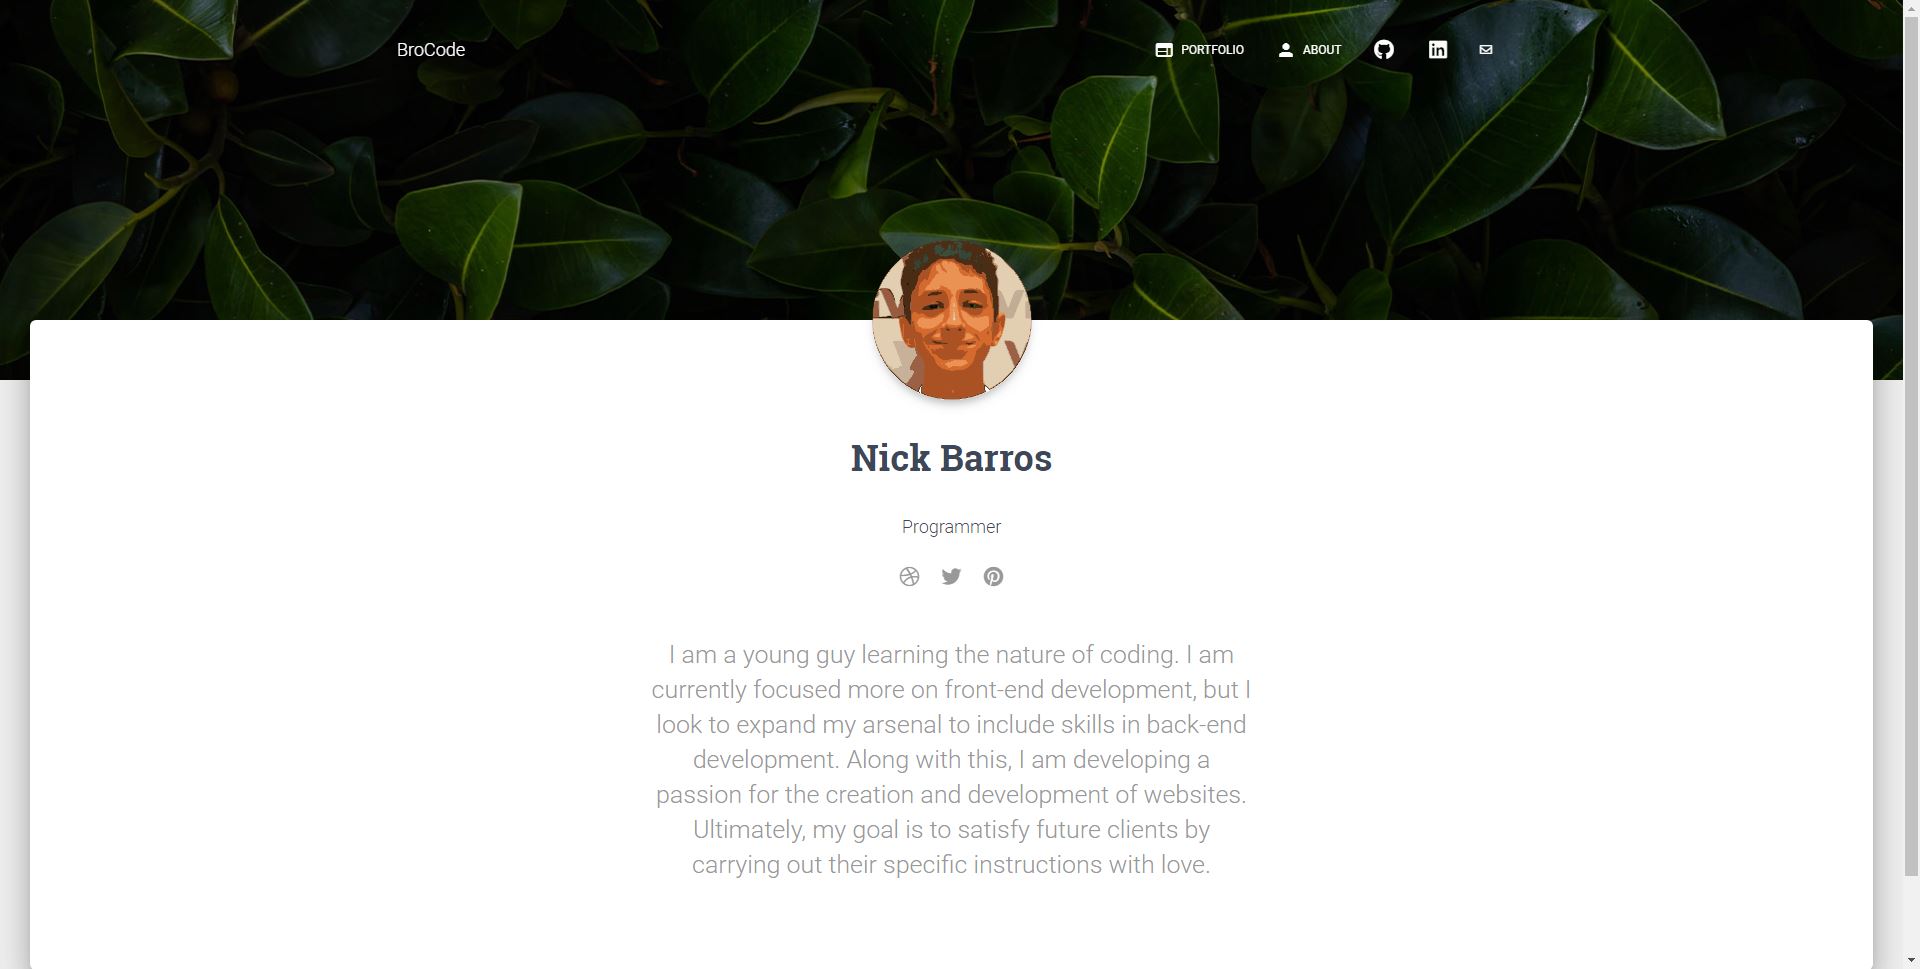 BroCode
PORTFOLIO
ABOUT
Nick Barros
Programmer
I am a young guy learning the nature of coding. I am
currently focused more on front-end development, but I
look to expand my arsenal to include skills in back-end
development. Along with this, I am developing a
passion for the creation and development of websites.
Ultimately, my goal is to satisfy future clients by
carrying out their specific instructions with love.